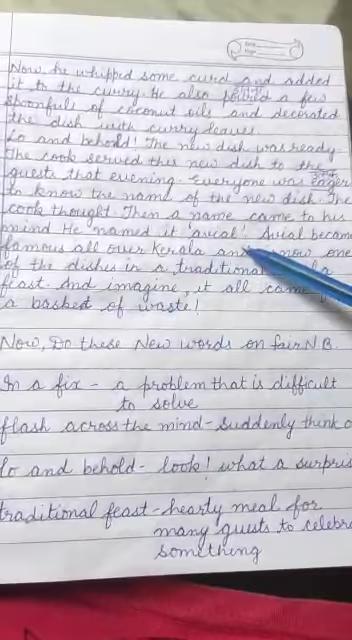 Now he whipped some curd and added
it to the curry. He also poured a few
spoonfuls of coconut oils and decorated
the dish with curry leaves.
Lo and behold! The new dish was ready
The cook served this new dish to the
guests that evening. Everyone was eager
to know the name of the new dish. The
cook thought. Then a name came to his
mind He named it 'avial'. Avial became
famous all over Kerala and now one
of the dishes in a traditional
feast. And imagine, it all came
a basket of waste!
Now, Do these New words on fair N.B.
In a fix - a problem that is difficult
to solve
flash across the mind - suddenly think
lo and behold - look! what a surpris
traditional feast - hearty meal for
many guests to celebra
something